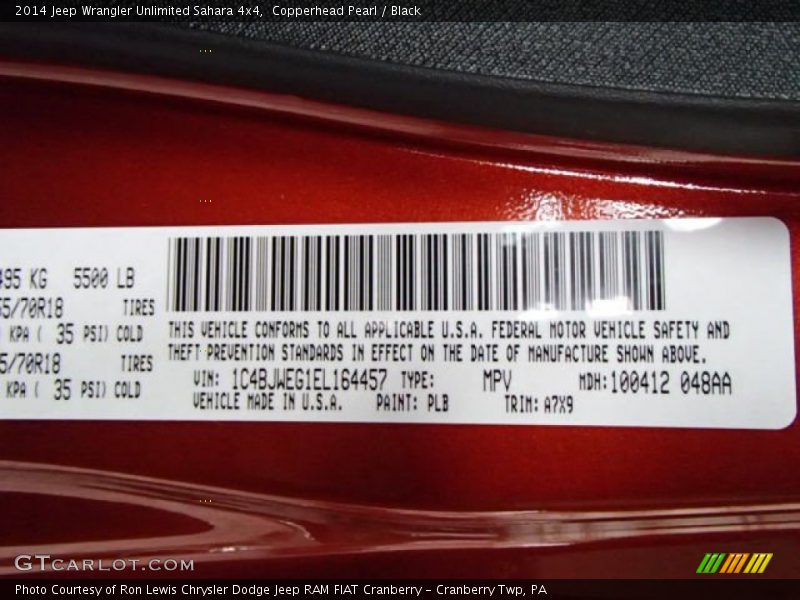 2014 Jeep Wrangler Unlimited Sahara 4x4, Copperhead Pearl / Black
495 KG 5500 LB
55/70R18 TIRES
KPA ( 35 PSI) COLD
5/70R18 TIRES
KPA ( 35 PSI) COLD
THIS VEHICLE CONFORMS TO ALL APPLICABLE U.S.A. FEDERAL MOTOR VEHICLE SAFETY AND
THEFT PREVENTION STANDARDS IN EFFECT ON THE DATE OF MANUFACTURE SHOWN ABOVE.
VIN: 1C4BJWEG1EL164457 TYPE: MPV MDH:100412 048AA
VEHICLE MADE IN U.S.A. PAINT: PLB TRIM: A7X9
GTCARLOT.COM
Photo Courtesy of Ron Lewis Chrysler Dodge Jeep RAM FIAT Cranberry – Cranberry Twp, PA